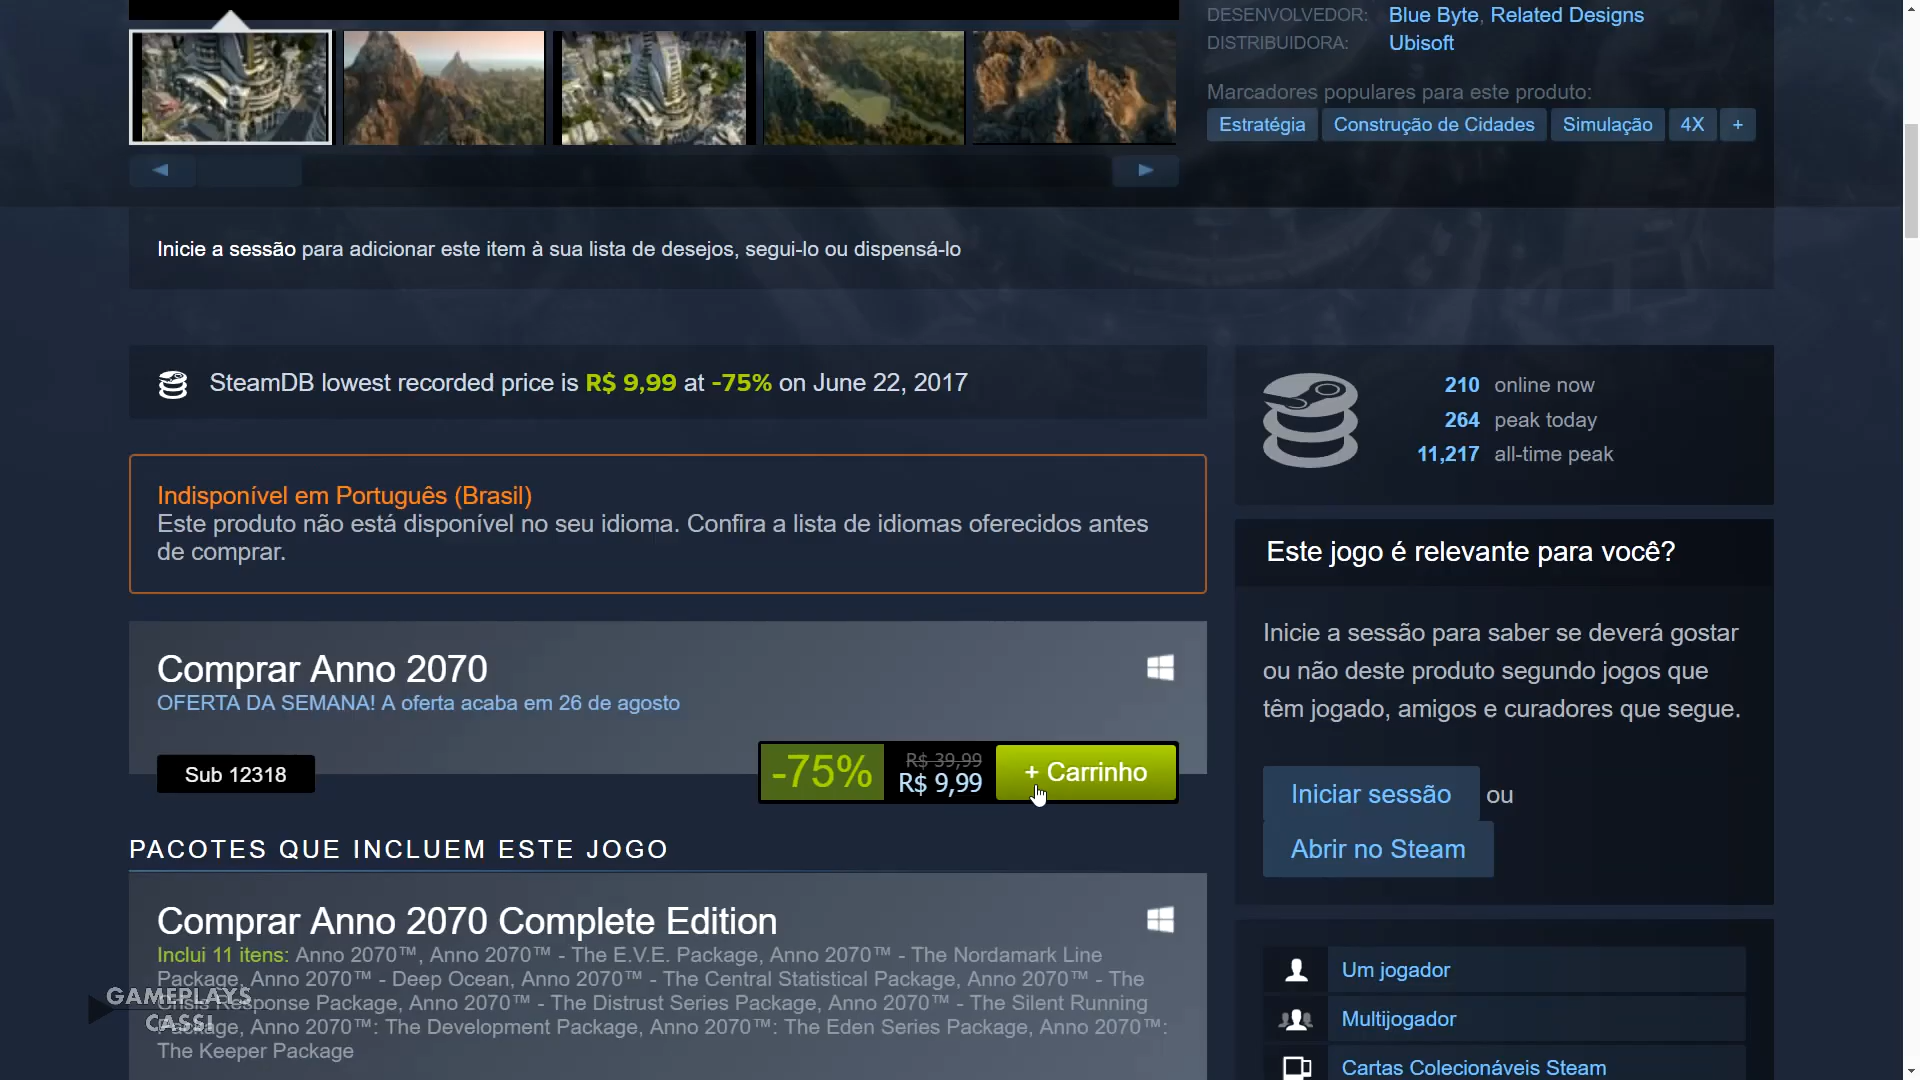 DESENVOLVEDOR: Blue Byte, Related Designs
DISTRIBUIDORA: Ubisoft
Marcadores populares para este produto:
Estratégia Construção de Cidades Simulação 4X +
Inicie a sessão para adicionar este item à sua lista de desejos, segui-lo ou dispensá-lo
SteamDB lowest recorded price is R$ 9,99 at -75% on June 22, 2017
210 online now
264 peak today
11,217 all-time peak
Indisponível em Português (Brasil)
Este produto não está disponível no seu idioma. Confira a lista de idiomas oferecidos antes
de comprar.
Este jogo é relevante para você?
Inicie a sessão para saber se deverá gostar
ou não deste produto segundo jogos que
têm jogado, amigos e curadores que segue.
Iniciar sessão ou
Abrir no Steam
Comprar Anno 2070
OFERTA DA SEMANA! A oferta acaba em 26 de agosto
Sub 12318
-75% R$ 39,99
R$ 9,99
+ Carrinho
PACOTES QUE INCLUEM ESTE JOGO
Comprar Anno 2070 Complete Edition
Inclui 11 itens: Anno 2070™, Anno 2070™ - The E.V.E. Package, Anno 2070™ - The Nordamark Line
Package, Anno 2070™ - Deep Ocean, Anno 2070™ - The Central Statistical Package, Anno 2070™ - The
Crisis Response Package, Anno 2070™ - The Distrust Series Package, Anno 2070™ - The Silent Running
Package, Anno 2070™: The Development Package, Anno 2070™: The Eden Series Package, Anno 2070™:
The Keeper Package
GAMEPLAYS
CASSI
Um jogador
Multijogador
Cartas Colecionáveis Steam